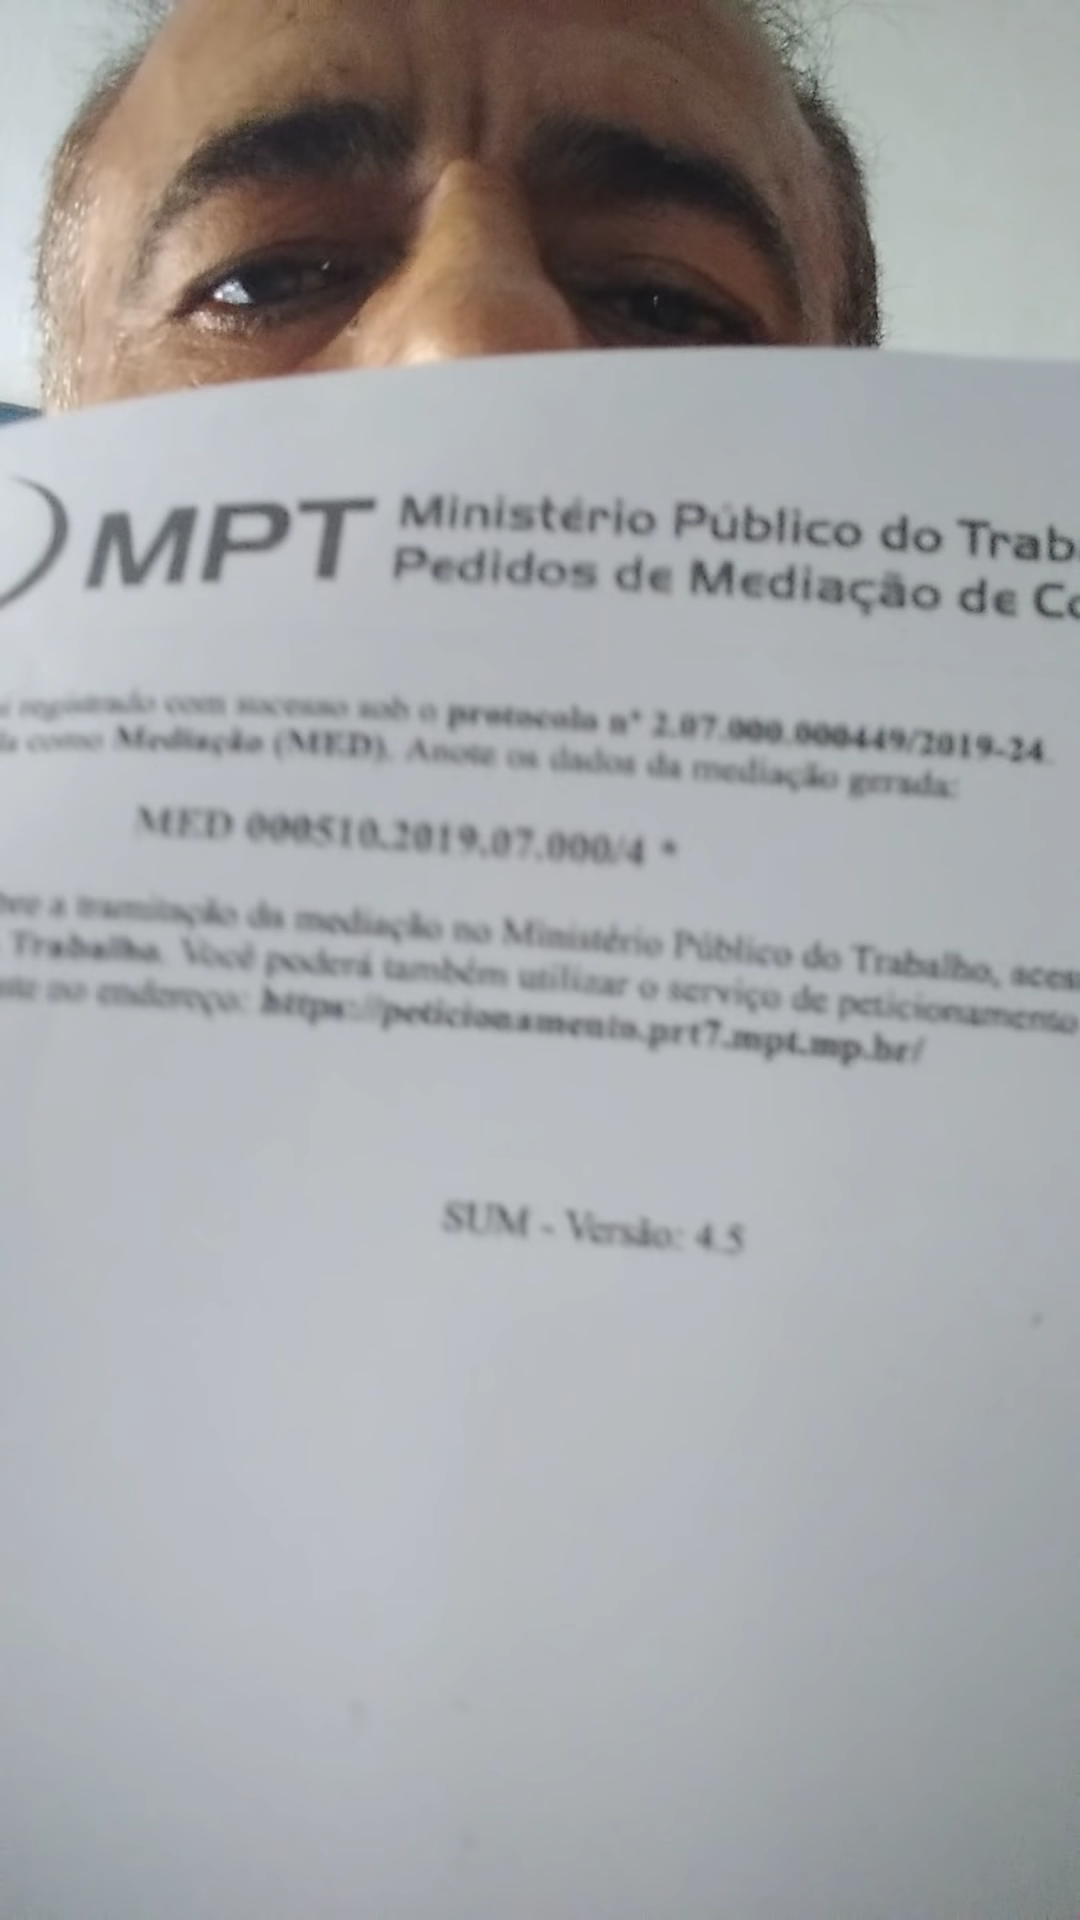 MPT Ministério Público do Trab
Pedidos de Mediação de Co
registrado com sucesso sob o protocolo nº 2.07.000.000449/2019-24.
como Mediação (MED). Anote os dados da mediação gerada:
MED 000510.2019.07.000/4 *
a tramitação da mediação no Ministério Público do Trabalho, aces
Trabalho. Você poderá também utilizar o serviço de peticionamento
no endereço: https://peticionamento.prt7.mpt.mp.br/
SUM - Versão: 4.5